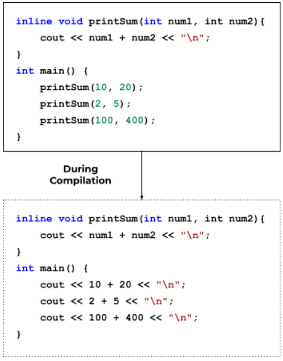 inline void printSum(int num1, int num2){
    cout << num1 + num2 << "\n";
}
int main() {
    printSum(10, 20);
    printSum(2, 5);
    printSum(100, 400);
}
During
Compilation
inline void printSum(int num1, int num2){
    cout << num1 + num2 << "\n";
}
int main() {
    cout << 10 + 20 << "\n";
    cout << 2 + 5 << "\n";
    cout << 100 + 400 << "\n";
}